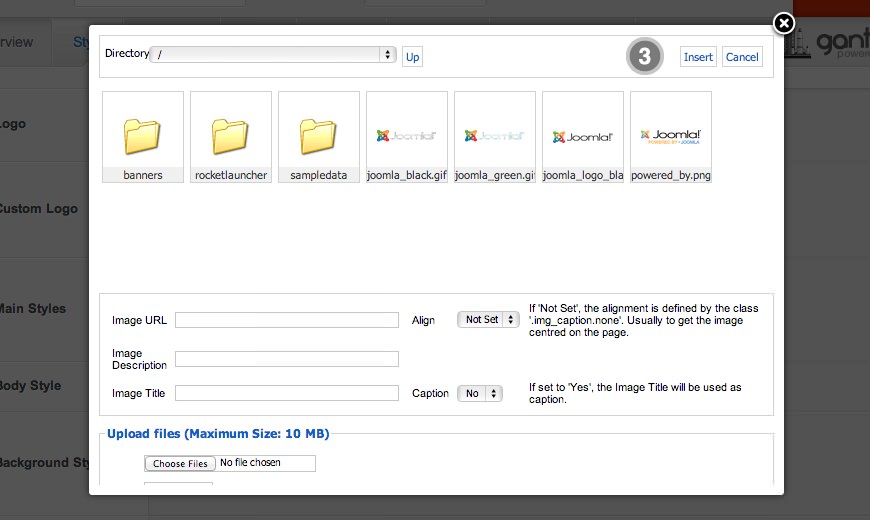 Directory / Up 3 Insert Cancel
banners rocketlauncher sampledata joomla_black.gif joomla_green.gif joomla_logo_bla powered_by.png
Joomla! Joomla! Joomla! Joomla!
POWERED BY JOOMLA
Logo
Custom Logo
Main Styles
Body Style
Background Sty
rview
Sty
gant
power
Image URL
Align Not Set
If 'Not Set', the alignment is defined by the class
'.img_caption.none'. Usually to get the image
centred on the page.
Image
Description
Image Title
Caption No
If set to 'Yes', the Image Title will be used as
caption.
Upload files (Maximum Size: 10 MB)
Choose Files No file chosen